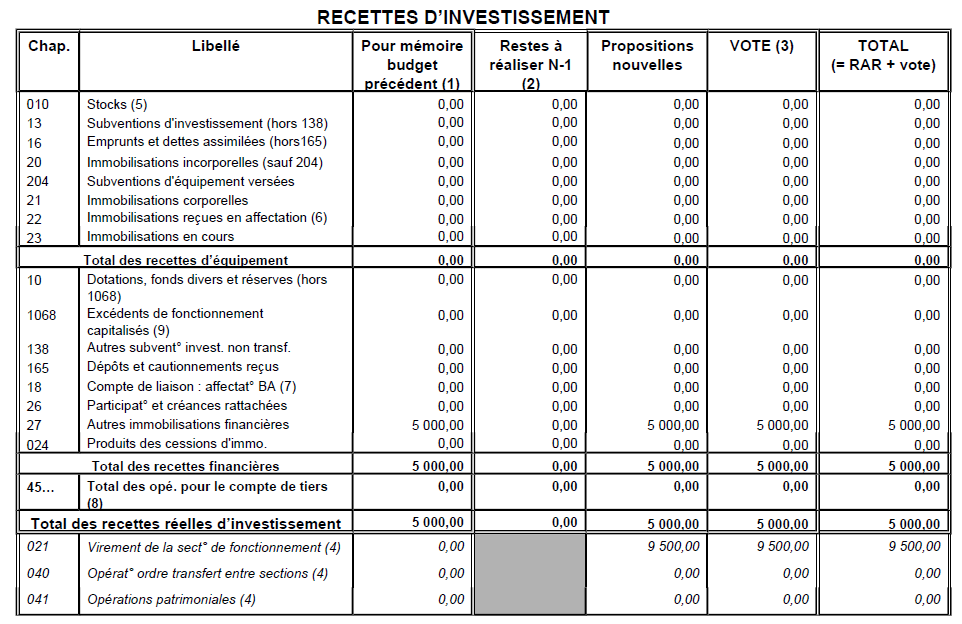 RECETTES D’INVESTISSEMENT
Chap. Libellé Pour mémoire budget précédent (1) Restes à réaliser N-1 (2) Propositions nouvelles VOTE (3) TOTAL (= RAR + vote)
010 Stocks (5) 0,00 0,00 0,00 0,00 0,00
13 Subventions d'investissement (hors 138) 0,00 0,00 0,00 0,00 0,00
16 Emprunts et dettes assimilées (hors165) 0,00 0,00 0,00 0,00 0,00
20 Immobilisations incorporelles (sauf 204) 0,00 0,00 0,00 0,00 0,00
204 Subventions d'équipement versées 0,00 0,00 0,00 0,00 0,00
21 Immobilisations corporelles 0,00 0,00 0,00 0,00 0,00
22 Immobilisations reçues en affectation (6) 0,00 0,00 0,00 0,00 0,00
23 Immobilisations en cours 0,00 0,00 0,00 0,00 0,00
Total des recettes d’équipement 0,00 0,00 0,00 0,00 0,00
10 Dotations, fonds divers et réserves (hors 1068) 0,00 0,00 0,00 0,00 0,00
1068 Excédents de fonctionnement capitalisés (9) 0,00 0,00 0,00 0,00 0,00
138 Autres subvent° invest. non transf. 0,00 0,00 0,00 0,00 0,00
165 Dépôts et cautionnements reçus 0,00 0,00 0,00 0,00 0,00
18 Compte de liaison : affectat° BA (7) 0,00 0,00 0,00 0,00 0,00
26 Participat° et créances rattachées 0,00 0,00 0,00 0,00 0,00
27 Autres immobilisations financières 5 000,00 0,00 5 000,00 5 000,00 5 000,00
024 Produits des cessions d'immo. 0,00 0,00 0,00 0,00 0,00
Total des recettes financières 5 000,00 0,00 5 000,00 5 000,00 5 000,00
45… Total des opé. pour le compte de tiers (8) 0,00 0,00 0,00 0,00 0,00
Total des recettes réelles d’investissement 5 000,00 0,00 5 000,00 5 000,00 5 000,00
021 Virement de la sect° de fonctionnement (4) 0,00 9 500,00 9 500,00 9 500,00
040 Opérat° ordre transfert entre sections (4) 0,00 0,00 0,00 0,00
041 Opérations patrimoniales (4) 0,00 0,00 0,00 0,00